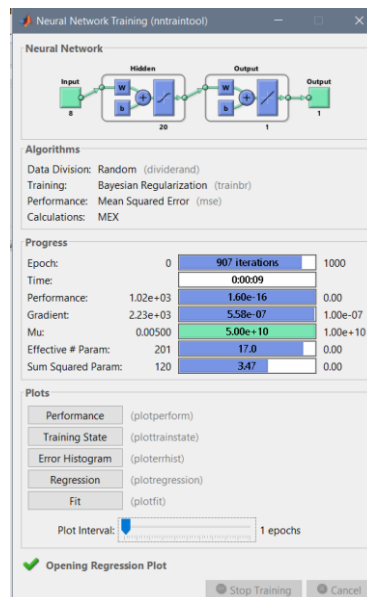 Neural Network Training (nntraintool)
Neural Network
Hidden Output
Input Output
W W
b b
8 20 1 1
Algorithms
Data Division: Random (dividerand)
Training: Bayesian Regularization (trainbr)
Performance: Mean Squared Error (mse)
Calculations: MEX
Progress
Epoch: 0 907 iterations 1000
Time: 0:00:09
Performance: 1.02e+03 1.60e-16 0.00
Gradient: 2.23e+03 5.58e-07 1.00e-07
Mu: 0.00500 5.00e+10 1.00e+10
Effective # Param: 201 17.0 0.00
Sum Squared Param: 120 3.47 0.00
Plots
Performance (plotperform)
Training State (plottrainstate)
Error Histogram (ploterrhist)
Regression (plotregression)
Fit (plotfit)
Plot Interval: 1 epochs
Opening Regression Plot
Stop Training Cancel